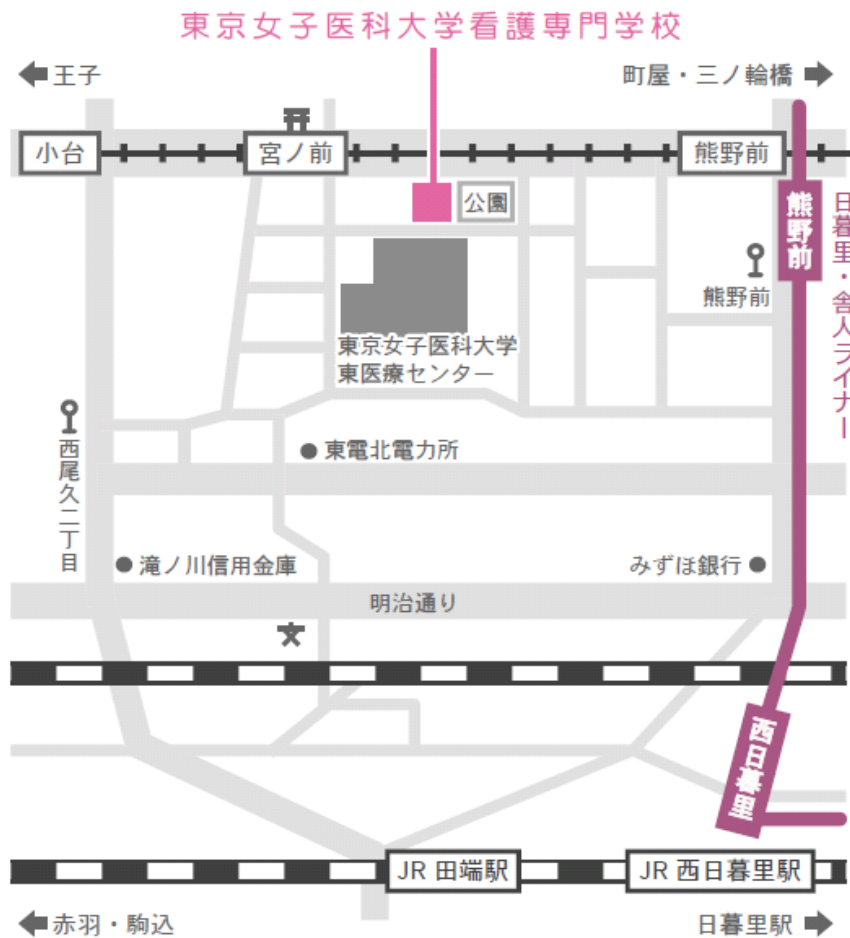 東京女子医科大学看護専門学校
王子
町屋・三ノ輪橋
小台
宮ノ前
熊野前
公園
熊野前
日暮里・舎人ライナー
熊野前
東京女子医科大学
東医療センター
西尾久二丁目
東電北電力所
滝ノ川信用金庫
みずほ銀行
明治通り
西日暮里
JR 田端駅
JR 西日暮里駅
赤羽・駒込
日暮里駅